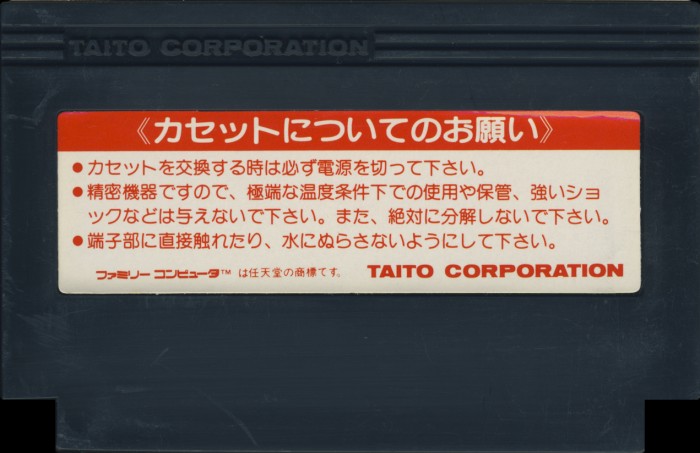 TAITO CORPORATION
《カセットについてのお願い》
●カセットを交換する時は必ず電源を切って下さい。
●精密機器ですので、極端な温度条件下での使用や保管、強いショ
ックなどは与えないで下さい。また、絶対に分解しないで下さい。
●端子部に直接触れたり、水にぬらさないようにして下さい。
ファミリー コンピュータ™ は任天堂の商標です。 TAITO CORPORATION